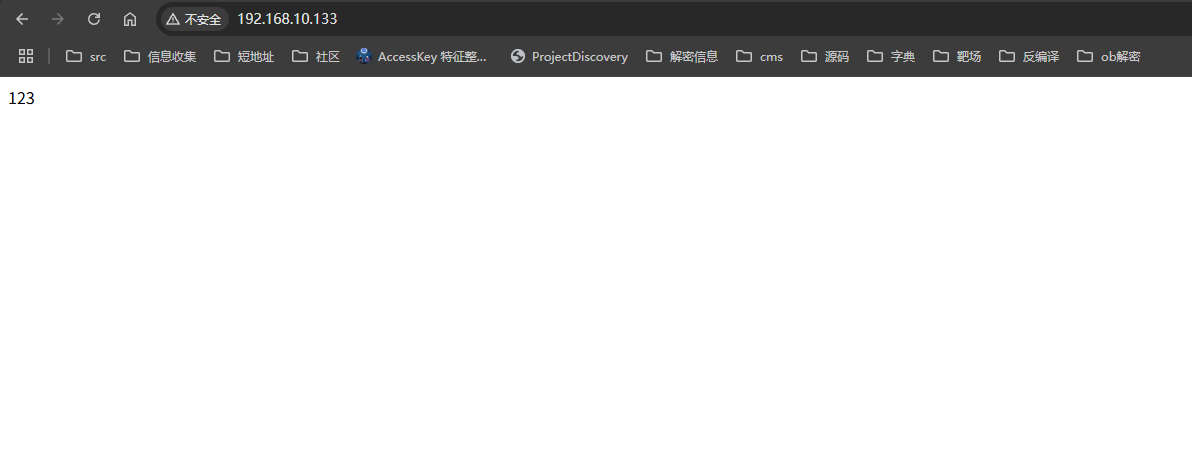 不安全 192.168.10.133
src 信息收集 短地址 社区 AccessKey 特征整... ProjectDiscovery 解密信息 cms 源码 字典 靶场 反编译 ob解密
123